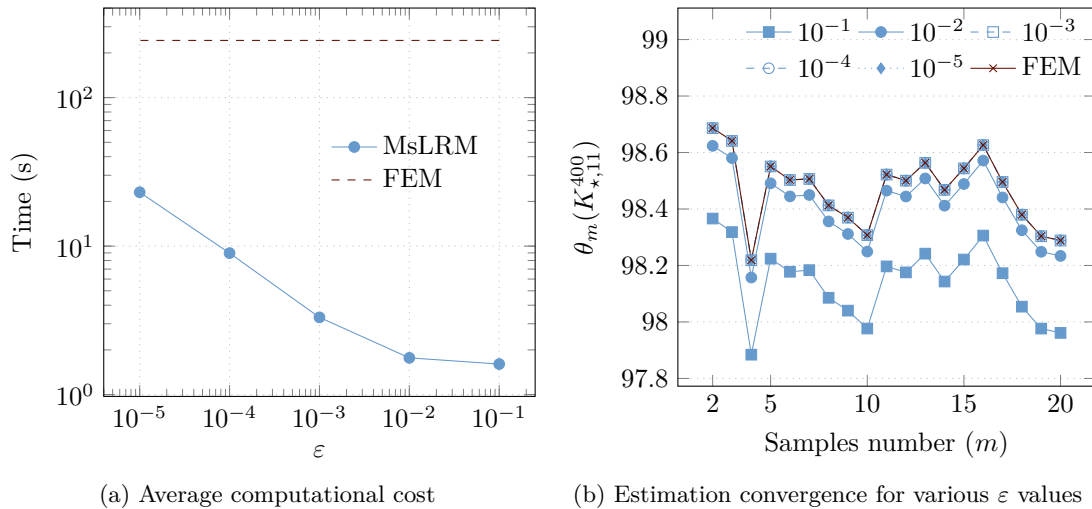 10^2
10^1
10^0
Time (s)
MsLRM
FEM
10^{-5} 10^{-4} 10^{-3} 10^{-2} 10^{-1}
ε
(a) Average computational cost
10^{-1} 10^{-2} 10^{-3}
10^{-4} 10^{-5} FEM
99
98.8
98.6
98.4
98.2
98
97.8
θ_m(K_{⋆,11}^{400})
2 5 10 15 20
Samples number (m)
(b) Estimation convergence for various ε values